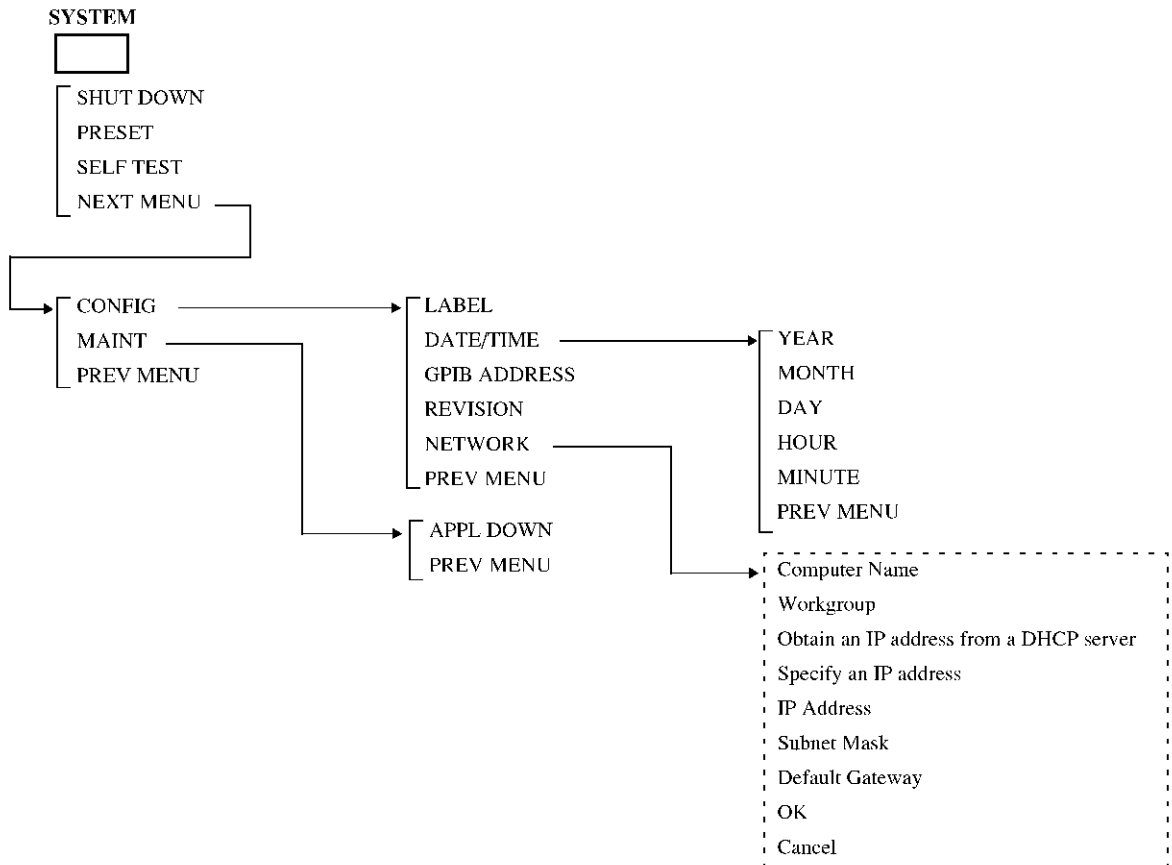 SYSTEM
SHUT DOWN
PRESET
SELF TEST
NEXT MENU
CONFIG
MAINT
PREV MENU
LABEL
DATE/TIME
GPIB ADDRESS
REVISION
NETWORK
PREV MENU
YEAR
MONTH
DAY
HOUR
MINUTE
PREV MENU
APPL DOWN
PREV MENU
Computer Name
Workgroup
Obtain an IP address from a DHCP server
Specify an IP address
IP Address
Subnet Mask
Default Gateway
OK
Cancel